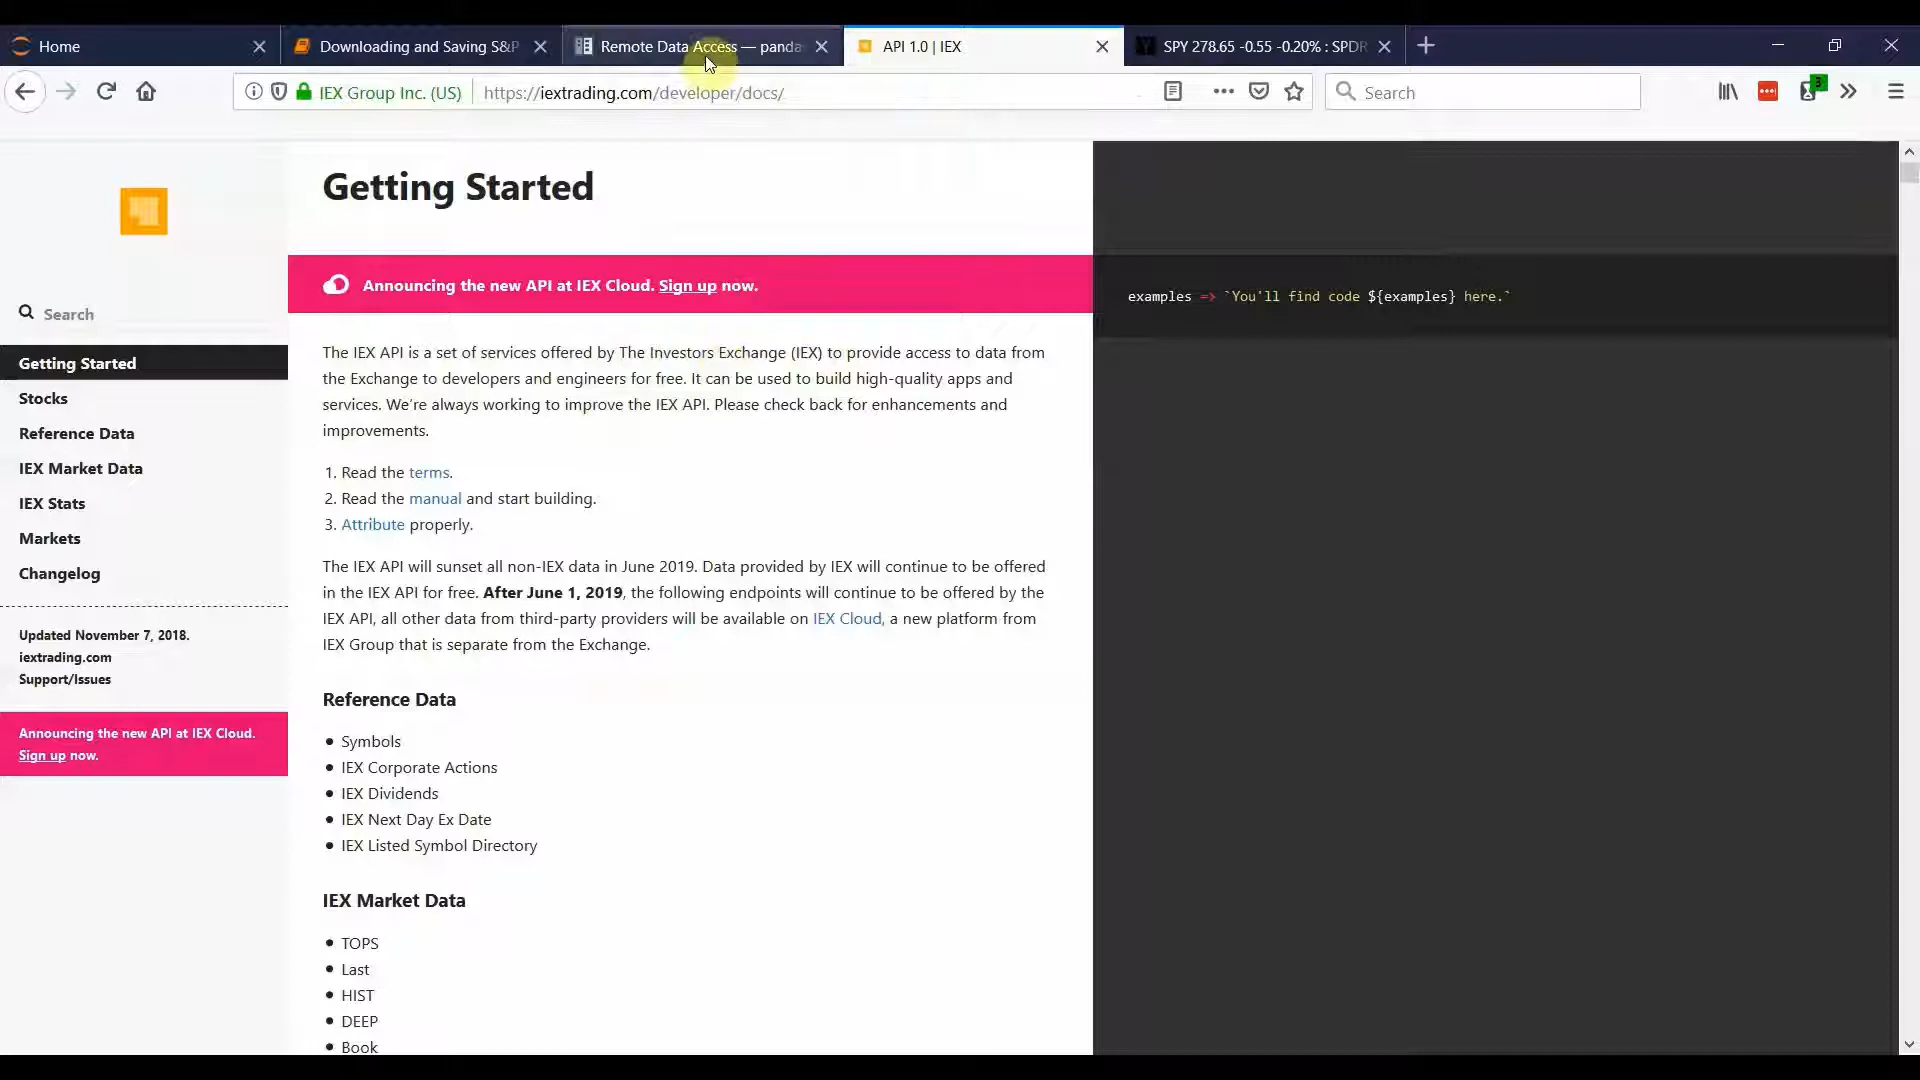 Home
Downloading and Saving S&P
Remote Data Access — panda
API 1.0 | IEX
SPY 278.65 -0.55 -0.20% : SPDR
IEX Group Inc. (US)
https://iextrading.com/developer/docs/
Search
3
Search
Getting Started
Stocks
Reference Data
IEX Market Data
IEX Stats
Markets
Changelog
Updated November 7, 2018.
iextrading.com
Support/Issues
Announcing the new API at IEX Cloud.
Sign up now.
Getting Started
Announcing the new API at IEX Cloud. Sign up now.
The IEX API is a set of services offered by The Investors Exchange (IEX) to provide access to data from
the Exchange to developers and engineers for free. It can be used to build high-quality apps and
services. We're always working to improve the IEX API. Please check back for enhancements and
improvements.
1. Read the terms.
2. Read the manual and start building.
3. Attribute properly.
The IEX API will sunset all non-IEX data in June 2019. Data provided by IEX will continue to be offered
in the IEX API for free. After June 1, 2019, the following endpoints will continue to be offered by the
IEX API, all other data from third-party providers will be available on IEX Cloud, a new platform from
IEX Group that is separate from the Exchange.
Reference Data
• Symbols
• IEX Corporate Actions
• IEX Dividends
• IEX Next Day Ex Date
• IEX Listed Symbol Directory
IEX Market Data
• TOPS
• Last
• HIST
• DEEP
• Book
examples => `You'll find code ${examples} here.`